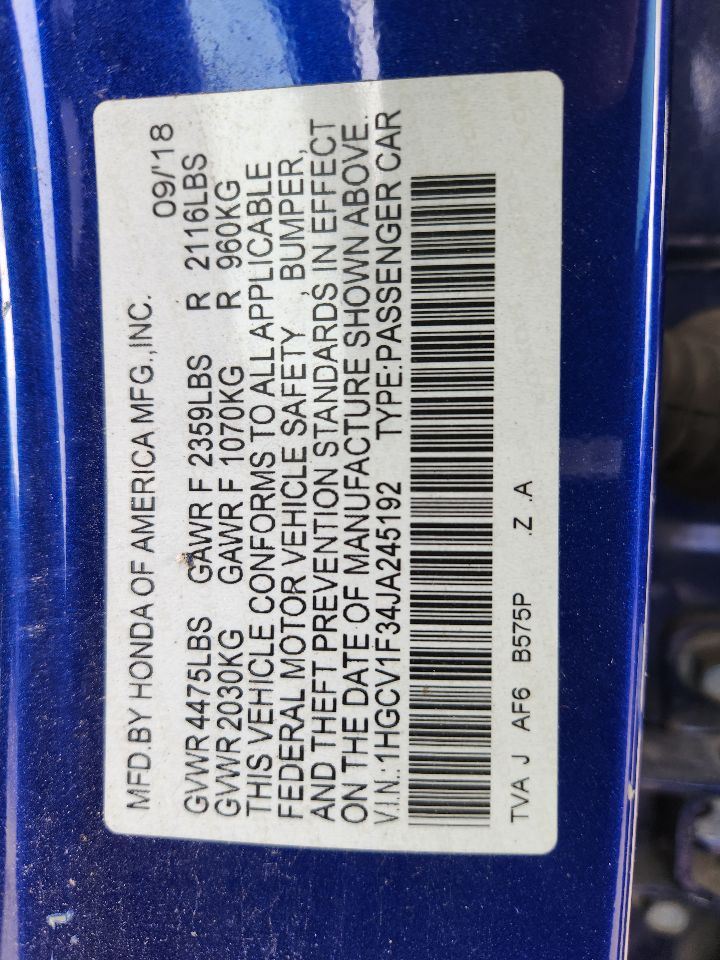 MFD.BY HONDA OF AMERICA MFG.,INC. 09/'18
GVWR 4475LBS GAWR F 2359LBS R 2116LBS
GVWR 2030KG GAWR F 1070KG R 960KG
THIS VEHICLE CONFORMS TO ALL APPLICABLE
FEDERAL MOTOR VEHICLE SAFETY , BUMPER,
AND THEFT PREVENTION STANDARDS IN EFFECT
ON THE DATE OF MANUFACTURE SHOWN ABOVE.
V.I.N.:1HGCV1F34JA245192 TYPE:PASSENGER CAR
TVA J AF6 B575P .Z .A